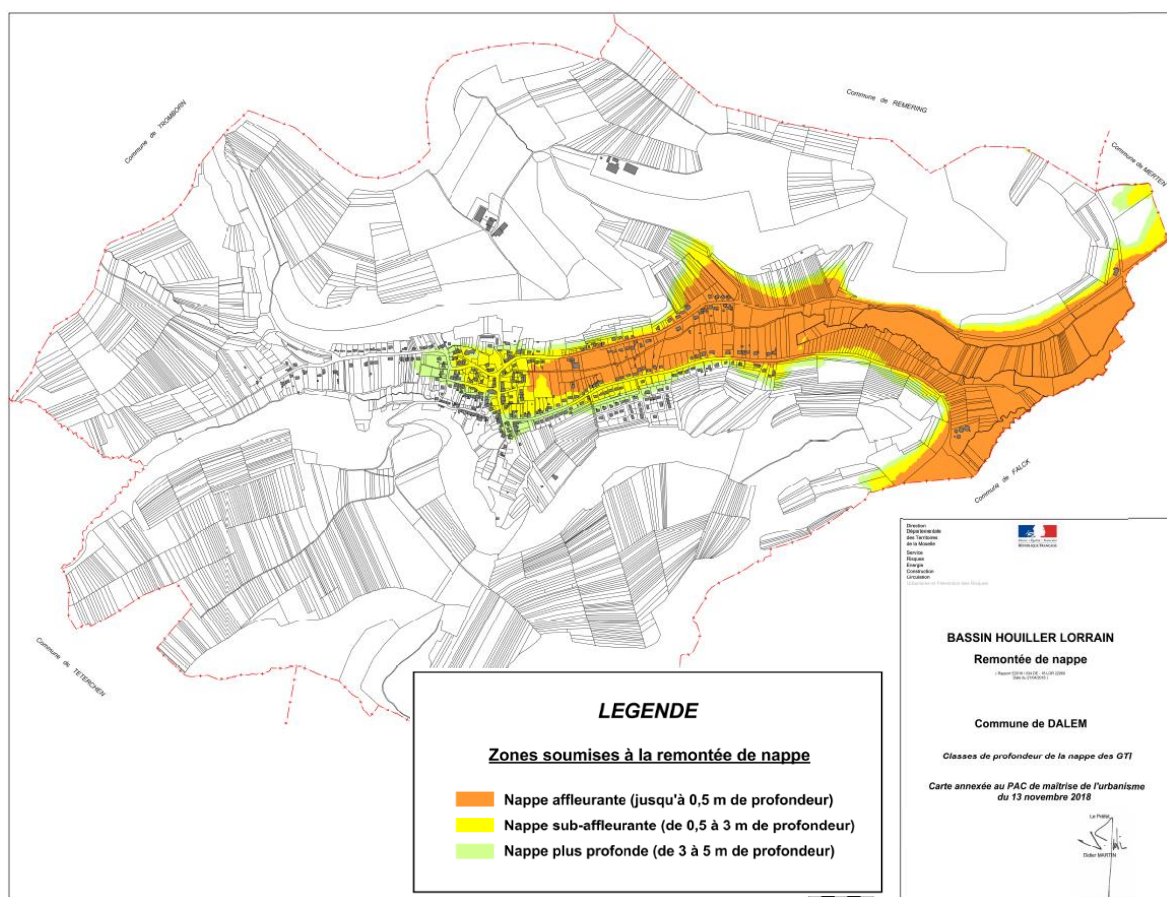 Commune de TROMBORN
Commune de REMERING
Commune de MERTEN
Commune de FALCK
Commune de TETERCHEN
LEGENDE
Zones soumises à la remontée de nappe
Nappe affleurante (jusqu'à 0,5 m de profondeur)
Nappe sub-affleurante (de 0,5 à 3 m de profondeur)
Nappe plus profonde (de 3 à 5 m de profondeur)
Direction
Départementale
des Territoires
de la Moselle
Service
Risques
Energie
Construction
Circulation
RÉPUBLIQUE FRANÇAISE
BASSIN HOUILLER LORRAIN
Remontée de nappe
Commune de DALEM
Classes de profondeur de la nappe des GTI
Carte annexée au PAC de maîtrise de l'urbanisme
du 13 novembre 2018
Le Préfet
Didier MARTIN